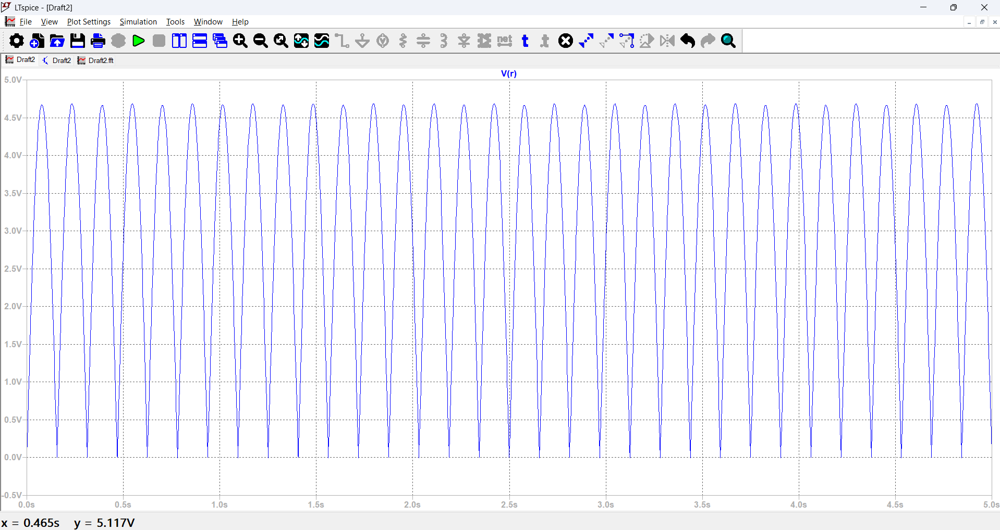 LTspice - [Draft2]
File View Plot Settings Simulation Tools Window Help
net t t
Draft2 Draft2 Draft2.fft
V(r)
5.0V
4.5V
4.0V
3.5V
3.0V
2.5V
2.0V
1.5V
1.0V
0.5V
0.0V
-0.5V
0.0s 0.5s 1.0s 1.5s 2.0s 2.5s 3.0s 3.5s 4.0s 4.5s 5.0s
x = 0.465s y = 5.117V